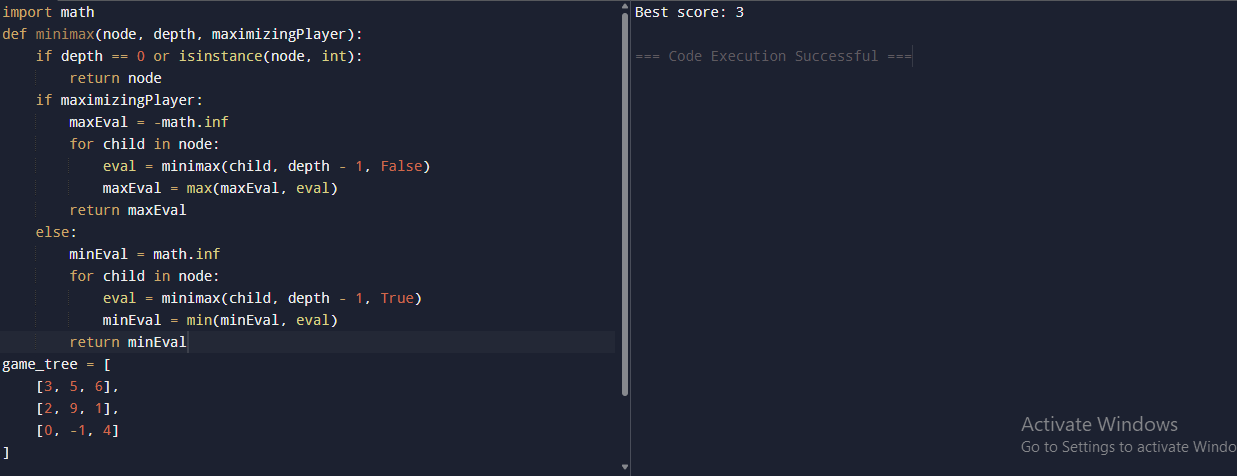 import math
def minimax(node, depth, maximizingPlayer):
    if depth == 0 or isinstance(node, int):
        return node
    if maximizingPlayer:
        maxEval = -math.inf
        for child in node:
            eval = minimax(child, depth - 1, False)
            maxEval = max(maxEval, eval)
        return maxEval
    else:
        minEval = math.inf
        for child in node:
            eval = minimax(child, depth - 1, True)
            minEval = min(minEval, eval)
        return minEval
game_tree = [
    [3, 5, 6],
    [2, 9, 1],
    [0, -1, 4]
]
Best score: 3
=== Code Execution Successful ===
Activate Windows
Go to Settings to activate Windo